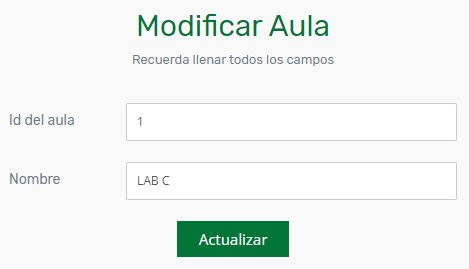 Modificar Aula
Recuerda llenar todos los campos
Id del aula 1
Nombre LAB C
Actualizar